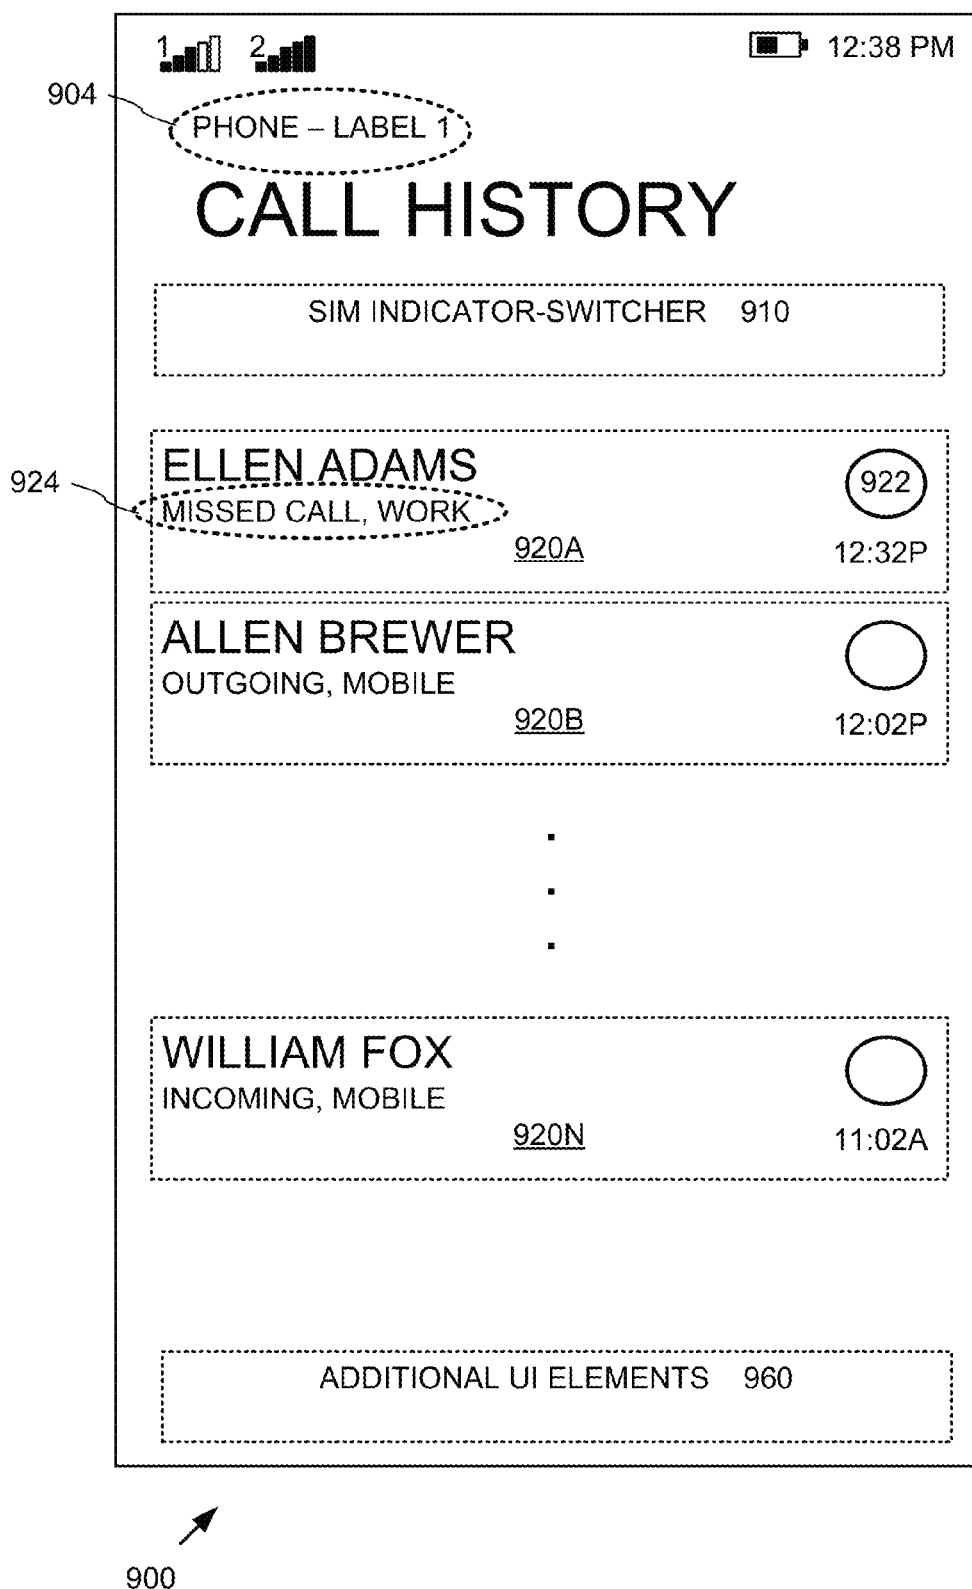 1 2 12:38 PM
904
PHONE – LABEL 1
CALL HISTORY
SIM INDICATOR-SWITCHER 910
ELLEN ADAMS
922
924
MISSED CALL, WORK
920A
12:32P
ALLEN BREWER
OUTGOING, MOBILE
920B
12:02P
WILLIAM FOX
INCOMING, MOBILE
920N
11:02A
ADDITIONAL UI ELEMENTS 960
900